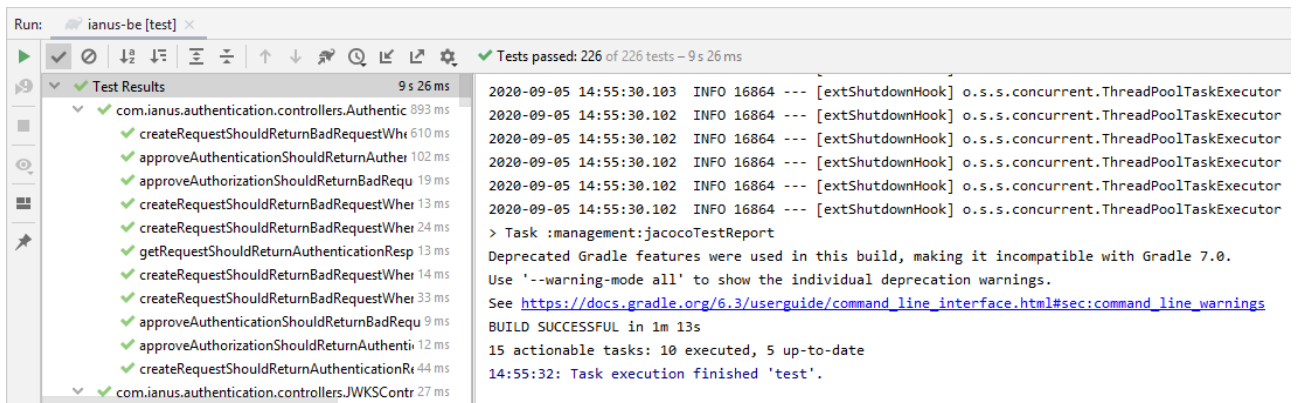 Run: ianus-be [test]
Tests passed: 226 of 226 tests – 9 s 26 ms
Test Results 9 s 26 ms
com.ianus.authentication.controllers.Authentic 893 ms
createRequestShouldReturnBadRequestWhe 610 ms
approveAuthenticationShouldReturnAuther 102 ms
approveAuthorizationShouldReturnBadRequ 19 ms
createRequestShouldReturnBadRequestWher 13 ms
createRequestShouldReturnBadRequestWher 24 ms
getRequestShouldReturnAuthenticationResp 13 ms
createRequestShouldReturnBadRequestWher 14 ms
createRequestShouldReturnBadRequestWher 33 ms
approveAuthorizationShouldReturnBadRequ 9 ms
approveAuthorizationShouldReturnAuthenti 12 ms
createRequestShouldReturnAuthenticationRe 44 ms
com.ianus.authentication.controllers.JWKSContr 27 ms
2020-09-05 14:55:30.103 INFO 16864 --- [extShutdownHook] o.s.s.concurrent.ThreadPoolTaskExecutor
2020-09-05 14:55:30.102 INFO 16864 --- [extShutdownHook] o.s.s.concurrent.ThreadPoolTaskExecutor
2020-09-05 14:55:30.102 INFO 16864 --- [extShutdownHook] o.s.s.concurrent.ThreadPoolTaskExecutor
2020-09-05 14:55:30.102 INFO 16864 --- [extShutdownHook] o.s.s.concurrent.ThreadPoolTaskExecutor
2020-09-05 14:55:30.102 INFO 16864 --- [extShutdownHook] o.s.s.concurrent.ThreadPoolTaskExecutor
2020-09-05 14:55:30.102 INFO 16864 --- [extShutdownHook] o.s.s.concurrent.ThreadPoolTaskExecutor
> Task :management:jacocoTestReport
Deprecated Gradle features were used in this build, making it incompatible with Gradle 7.0.
Use '--warning-mode all' to show the individual deprecation warnings.
See https://docs.gradle.org/6.3/userguide/command_line_interface.html#sec:command_line_warnings
BUILD SUCCESSFUL in 1m 13s
15 actionable tasks: 10 executed, 5 up-to-date
14:55:32: Task execution finished 'test'.